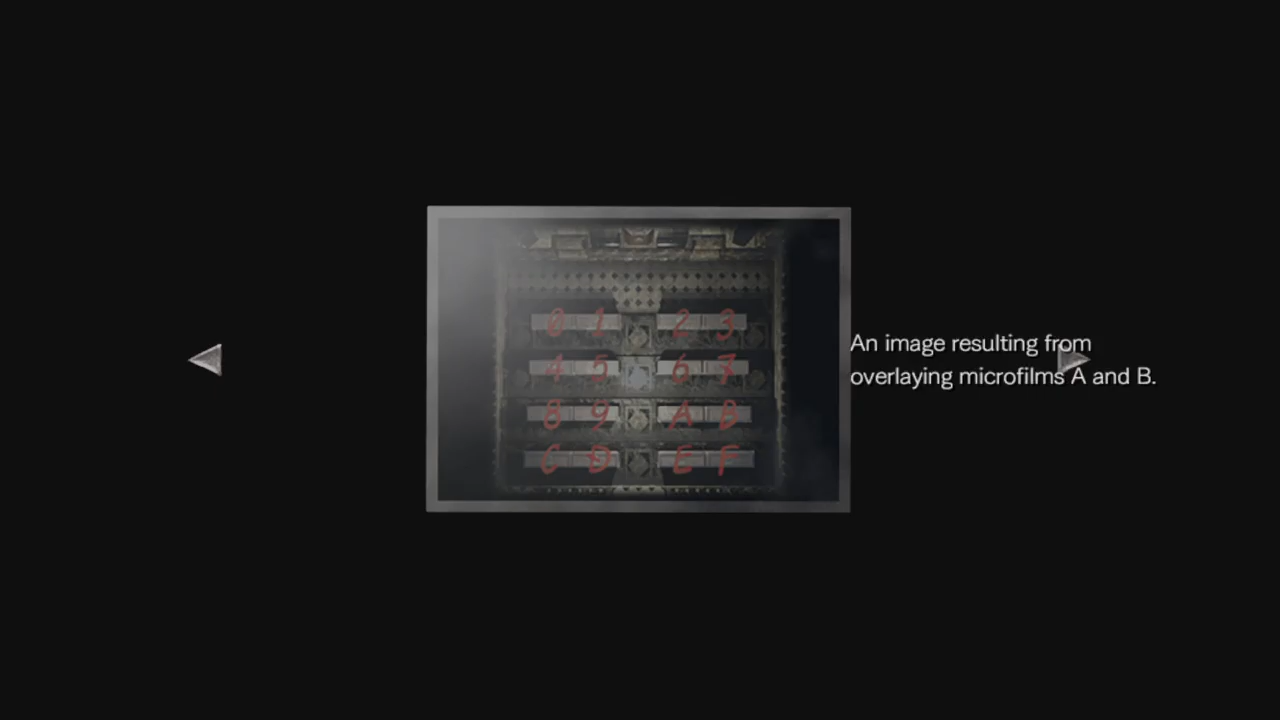 0 1 2 3
4 5 6 7
8 9 A B
C D E F
An image resulting from
overlaying microfilms A and B.